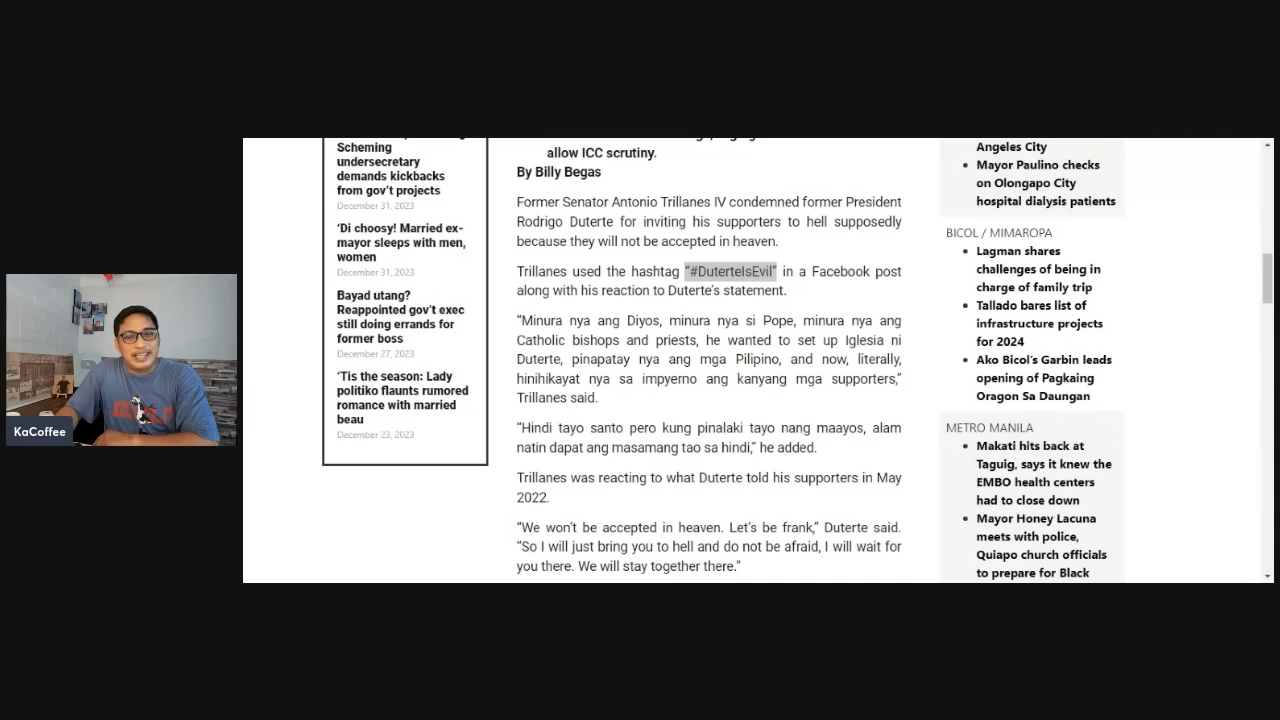 KaCoffee
Scheming
undersecretary
demands kickbacks
from gov’t projects
December 31, 2023
‘Di choosy! Married ex-
mayor sleeps with men,
women
December 31, 2023
Bayad utang?
Reappointed gov’t exec
still doing errands for
former boss
December 27, 2023
‘Tis the season: Lady
politiko flaunts rumored
romance with married
beau
December 23, 2023
allow ICC scrutiny.
By Billy Begas
Former Senator Antonio Trillanes IV condemned former President
Rodrigo Duterte for inviting his supporters to hell supposedly
because they will not be accepted in heaven.
Trillanes used the hashtag “#DuterteIsEvil” in a Facebook post
along with his reaction to Duterte’s statement.
“Minura nya ang Diyos, minura nya si Pope, minura nya ang
Catholic bishops and priests, he wanted to set up Iglesia ni
Duterte, pinapatay nya ang mga Pilipino, and now, literally,
hinihikayat nya sa impyerno ang kanyang mga supporters,”
Trillanes said.
“Hindi tayo santo pero kung pinalaki tayo nang maayos, alam
natin dapat ang masamang tao sa hindi,” he added.
Trillanes was reacting to what Duterte told his supporters in May
2022.
“We won’t be accepted in heaven. Let’s be frank,” Duterte said.
“So I will just bring you to hell and do not be afraid, I will wait for
you there. We will stay together there.”
Angeles City
Mayor Paulino checks
on Olongapo City
hospital dialysis patients
BICOL / MIMAROPA
Lagman shares
challenges of being in
charge of family trip
Tallado bares list of
infrastructure projects
for 2024
Ako Bicol’s Garbin leads
opening of Pagkaing
Oragon Sa Daungan
METRO MANILA
Makati hits back at
Taguig, says it knew the
EMBO health centers
had to close down
Mayor Honey Lacuna
meets with police,
Quiapo church officials
to prepare for Black